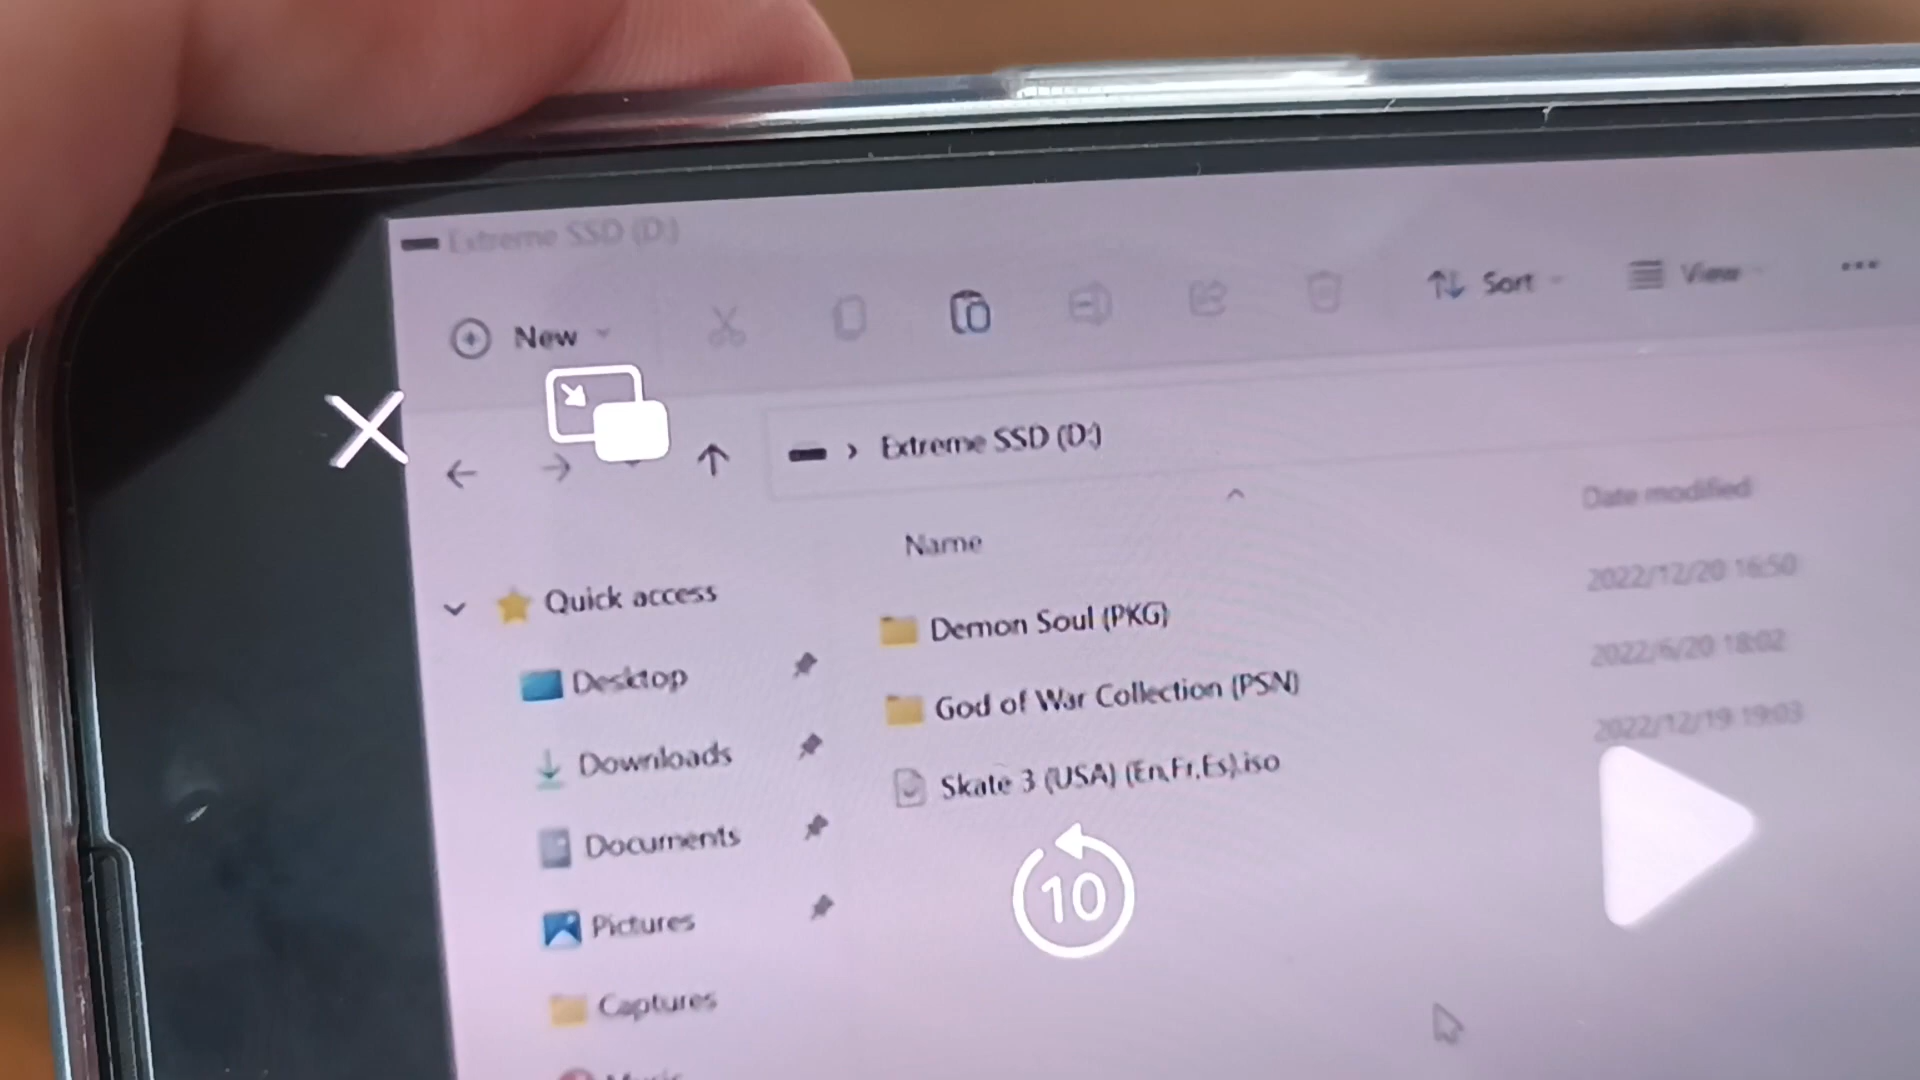 Extreme SSD (D:)
New
Sort
View
Extreme SSD (D:)
Name
Date modified
Quick access
Demon Soul (PKG)
2022/12/20 16:50
Desktop
God of War Collection (PSN)
2022/6/20 18:02
Downloads
Skate 3 (USA) (En,Fr,Es).iso
2022/12/19 19:03
Documents
10
Pictures
Captures
Music